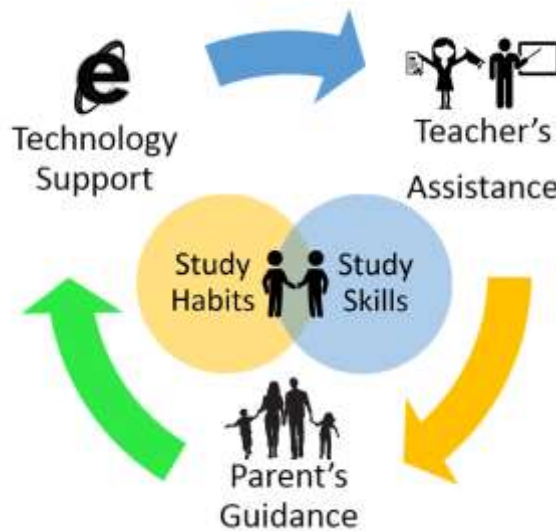 Technology
Support
Teacher's
Assistance
Study
Habits
Study
Skills
Parent's
Guidance